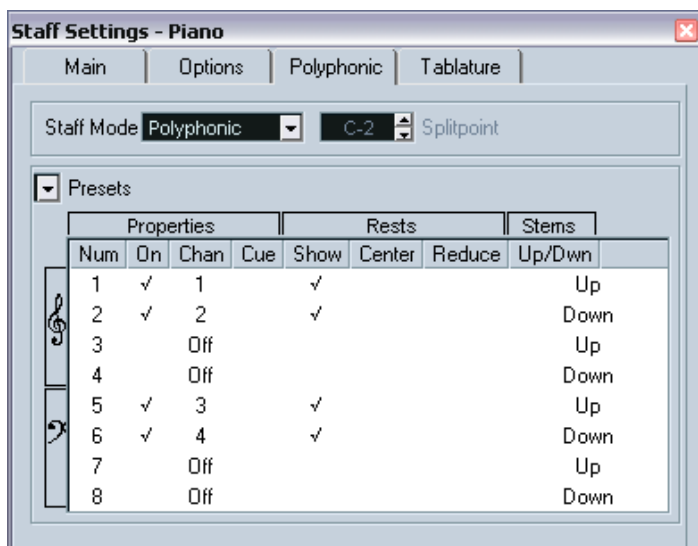 Staff Settings - Piano
Main Options Polyphonic Tablature
Staff Mode Polyphonic C-2 Splitpoint
Presets
Properties Rests Stems
Num On Chan Cue Show Center Reduce Up/Dwn
1 √ 1 √ Up
2 √ 2 √ Down
3 Off Up
4 Off Down
5 √ 3 √ Up
6 √ 4 √ Down
7 Off Up
8 Off Down